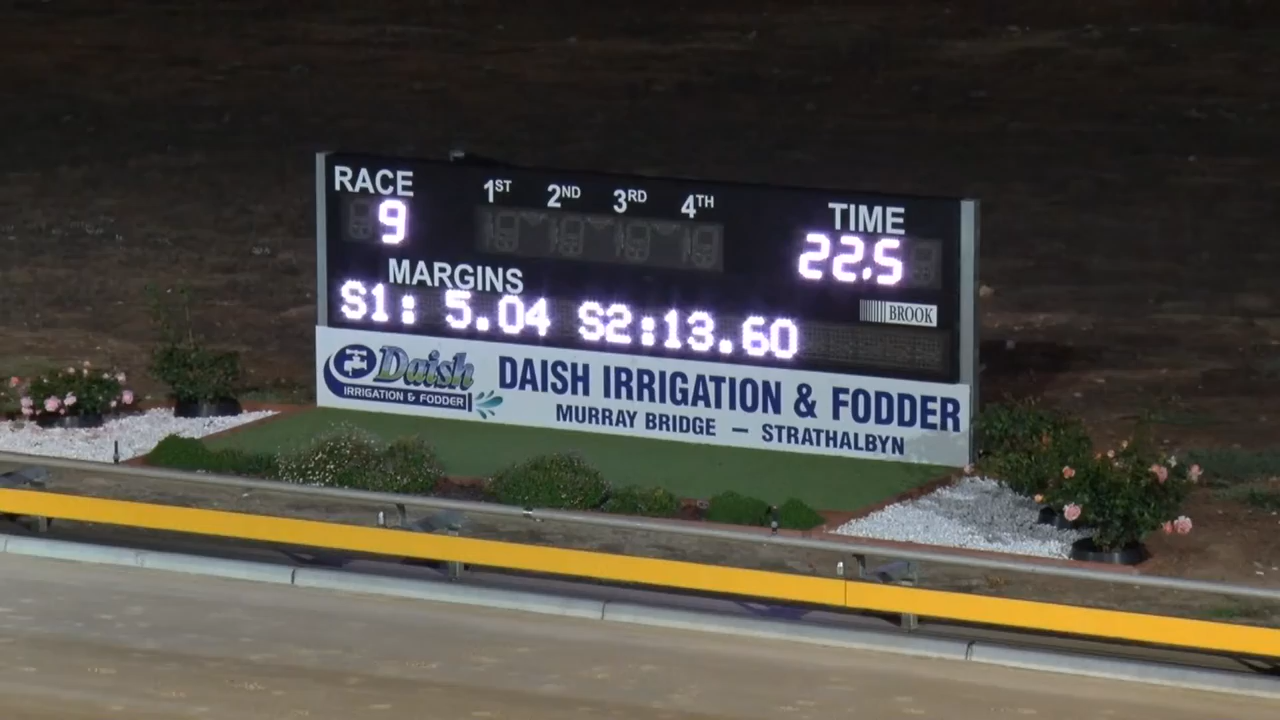 RACE 1ST 2ND 3RD 4TH TIME
9 22.5
MARGINS
S1: 5.04 S2:13.60
BROOK
Daish
IRRIGATION & FODDER
DAISH IRRIGATION & FODDER
MURRAY BRIDGE – STRATHALBYN